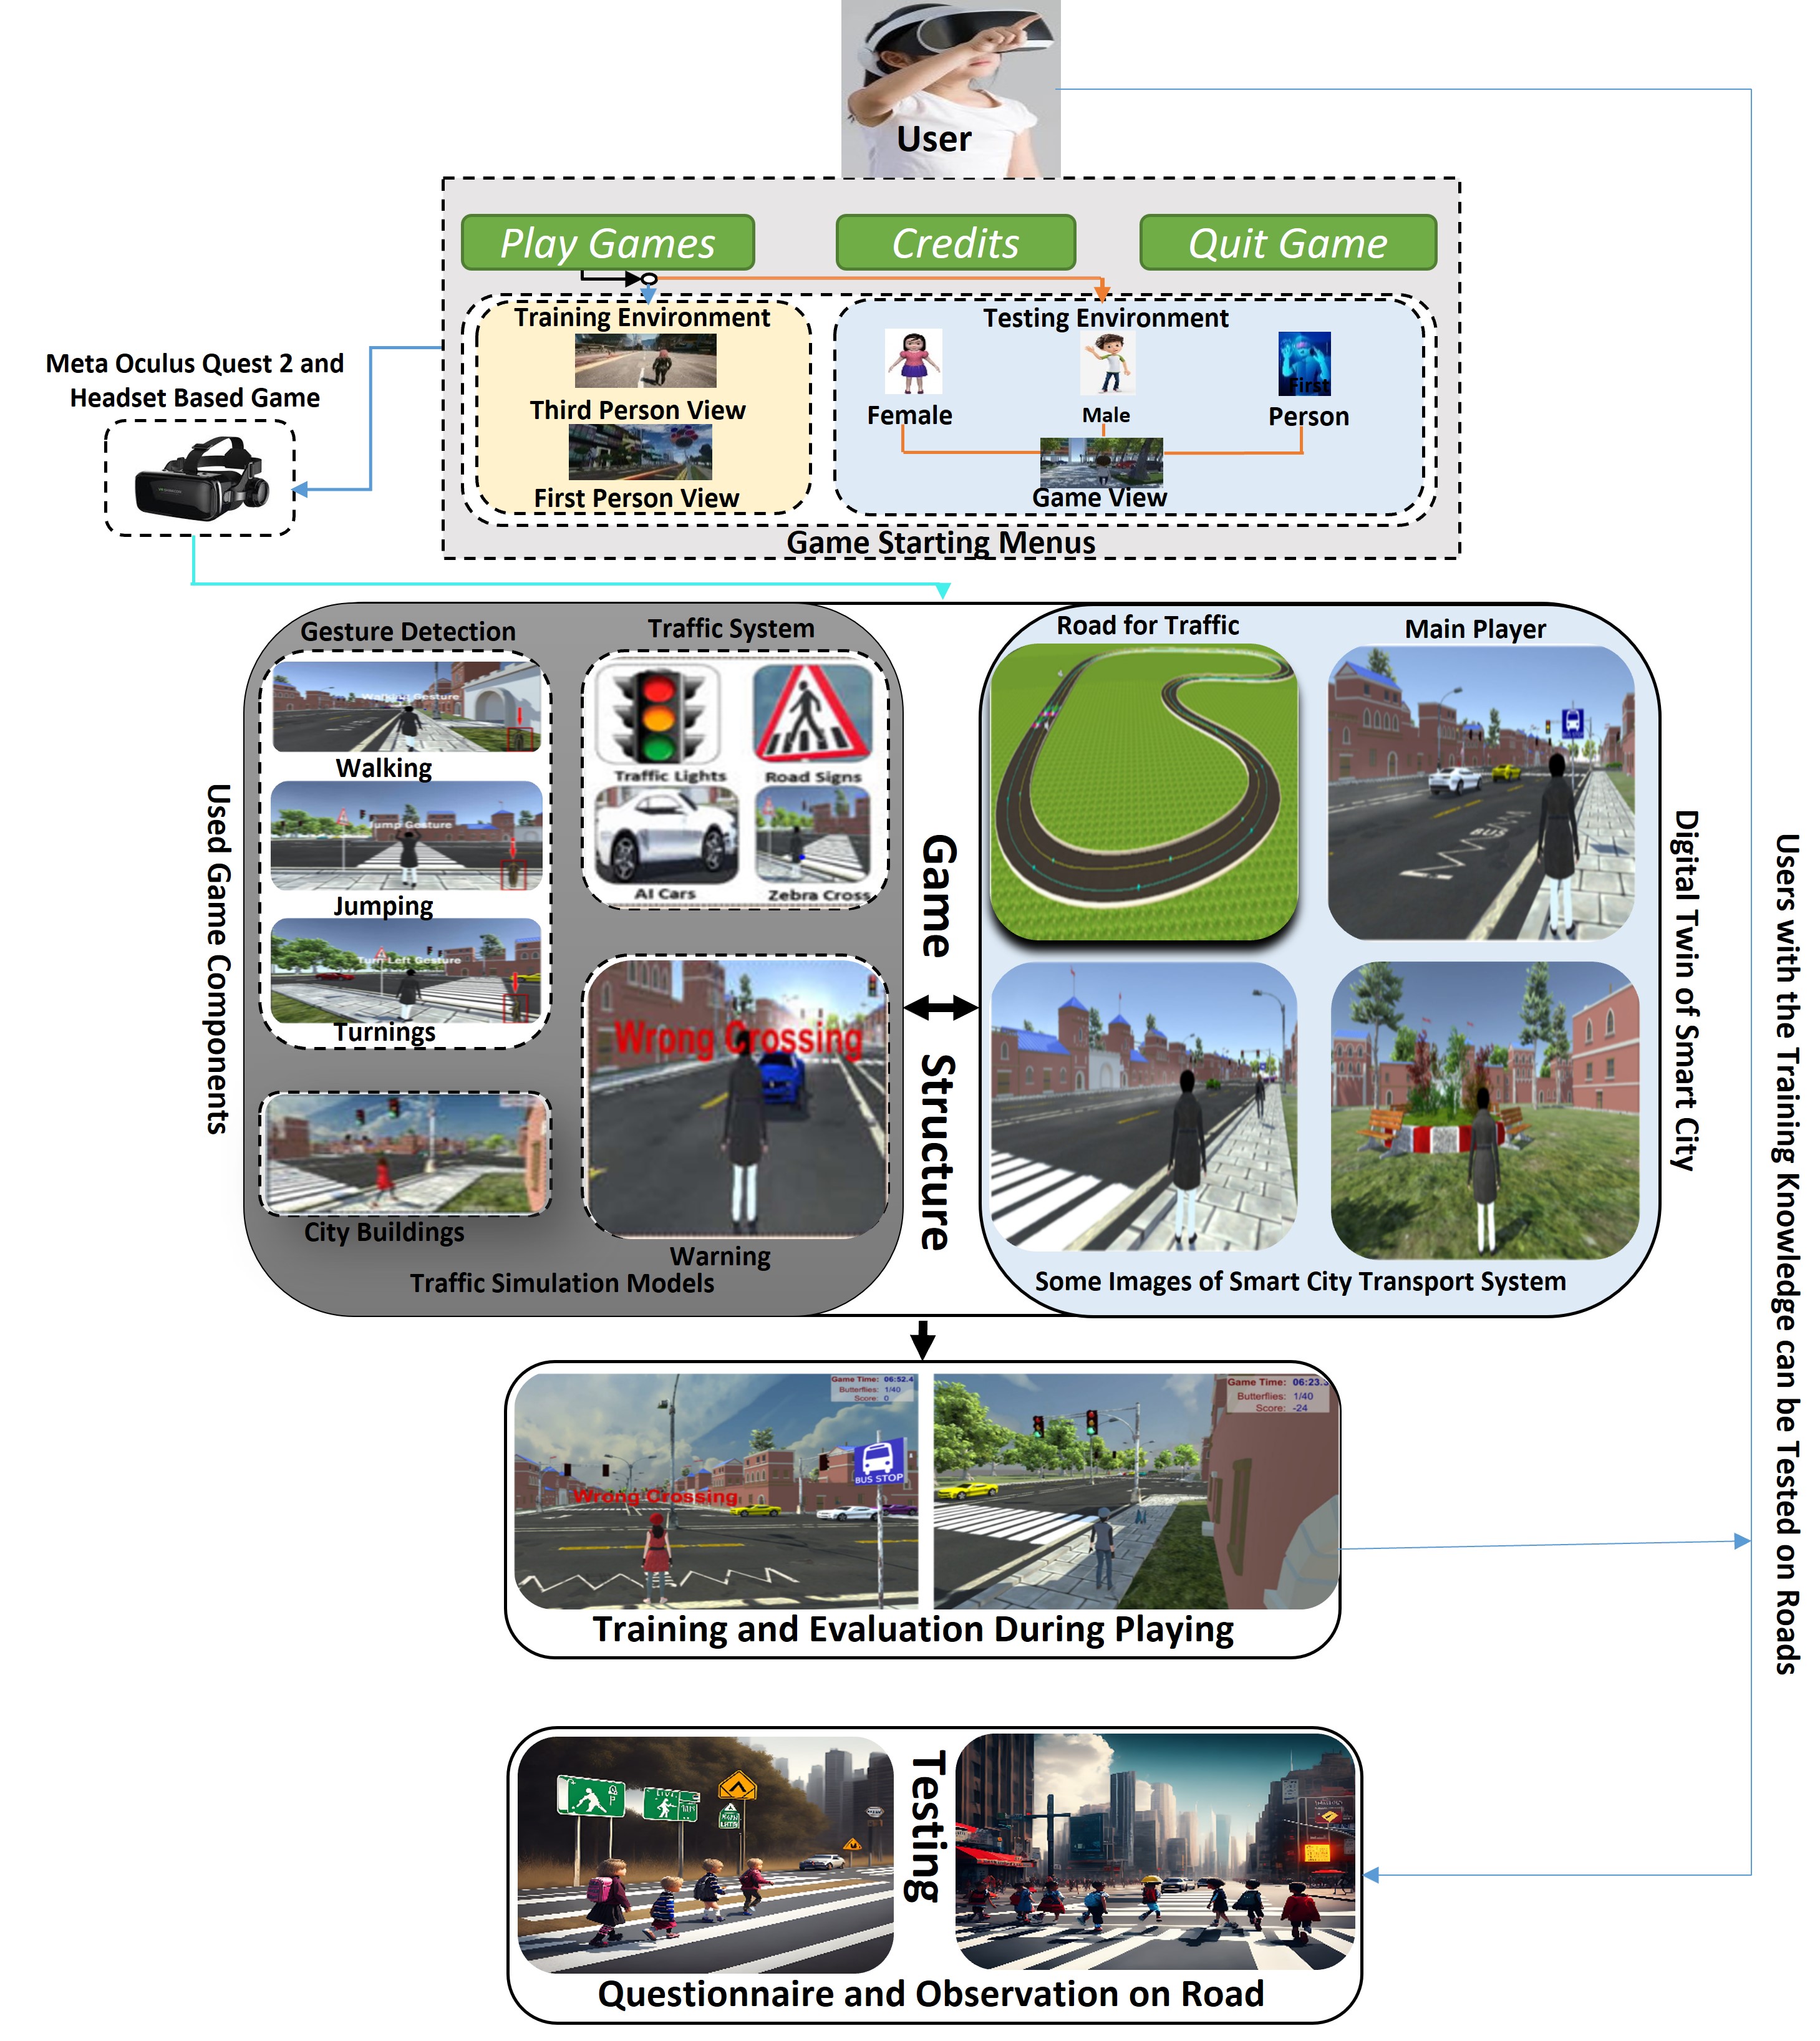 User
Play Games
Credits
Quit Game
Training Environment
Third Person View
First Person View
Testing Environment
Female
Male
First
Person
Game View
Game Starting Menus
Meta Oculus Quest 2 and
Headset Based Game
Gesture Detection
Walking Gesture
Walking
Jump Gesture
Jumping
Turn Left Gesture
Turnings
City Buildings
Traffic System
Traffic Lights
Road Signs
AI Cars
Zebra Cross
Wrong Crossing
Warning
Traffic Simulation Models
Used Game Components
Game
Structure
Road for Traffic
Main Player
BUS
Some Images of Smart City Transport System
Digital Twin of Smart City
Users with the Training Knowledge can be Tested on Roads
Game Time: 06:52.4
Butterflies: 1/40
Score: 0
Wrong Crossing
BUS STOP
Game Time: 06:23.
Butterflies: 1/40
Score: -24
Training and Evaluation During Playing
Testing
Questionnaire and Observation on Road